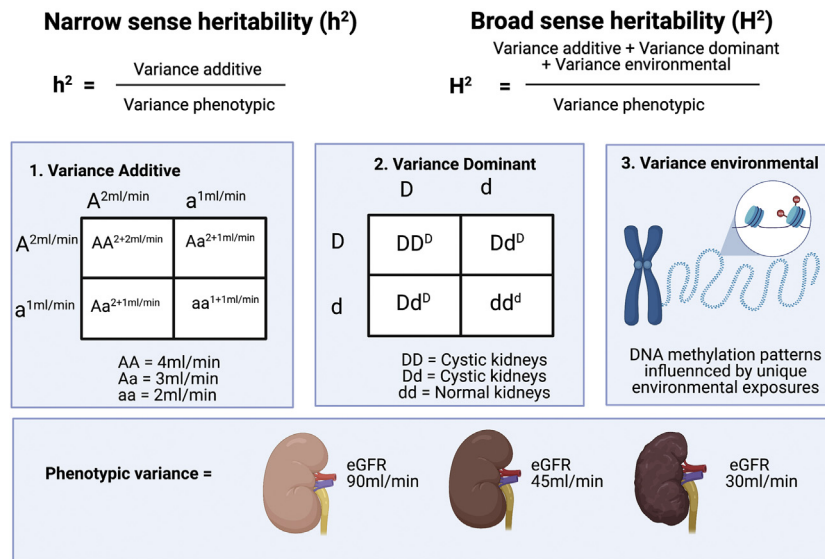 Narrow sense heritability (h²)
h² =
Variance additive
Variance phenotypic
Broad sense heritability (H²)
H² =
Variance additive + Variance dominant
+ Variance environmental
Variance phenotypic
1. Variance Additive
A²ml/min a¹ml/min
A²ml/min AA²⁺²ml/min Aa²⁺¹ml/min
a¹ml/min Aa²⁺¹ml/min aa¹⁺¹ml/min
AA = 4ml/min
Aa = 3ml/min
aa = 2ml/min
2. Variance Dominant
D d
D DDᴰ Ddᴰ
d Ddᴰ ddᵈ
DD = Cystic kidneys
Dd = Cystic kidneys
dd = Normal kidneys
3. Variance environmental
DNA methylation patterns
influennced by unique
environmental exposures
Phenotypic variance =
eGFR
90ml/min
eGFR
45ml/min
eGFR
30ml/min